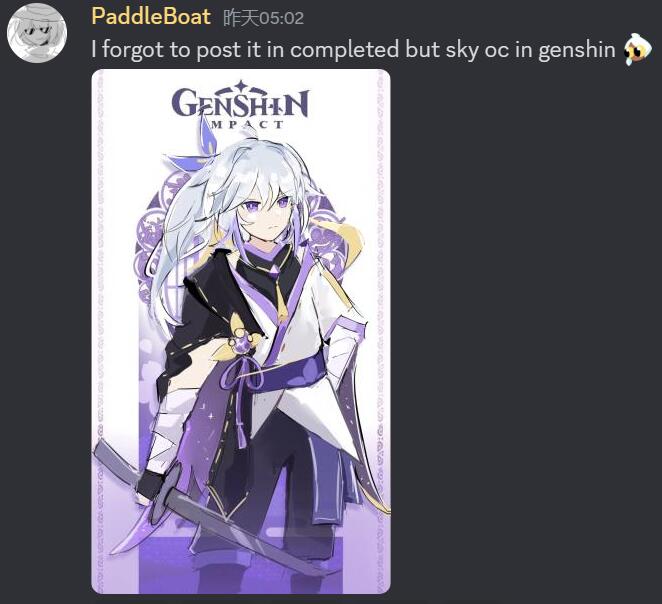 PaddleBoat 昨天05:02
I forgot to post it in completed but sky oc in genshin
GENSHIN
IMPACT